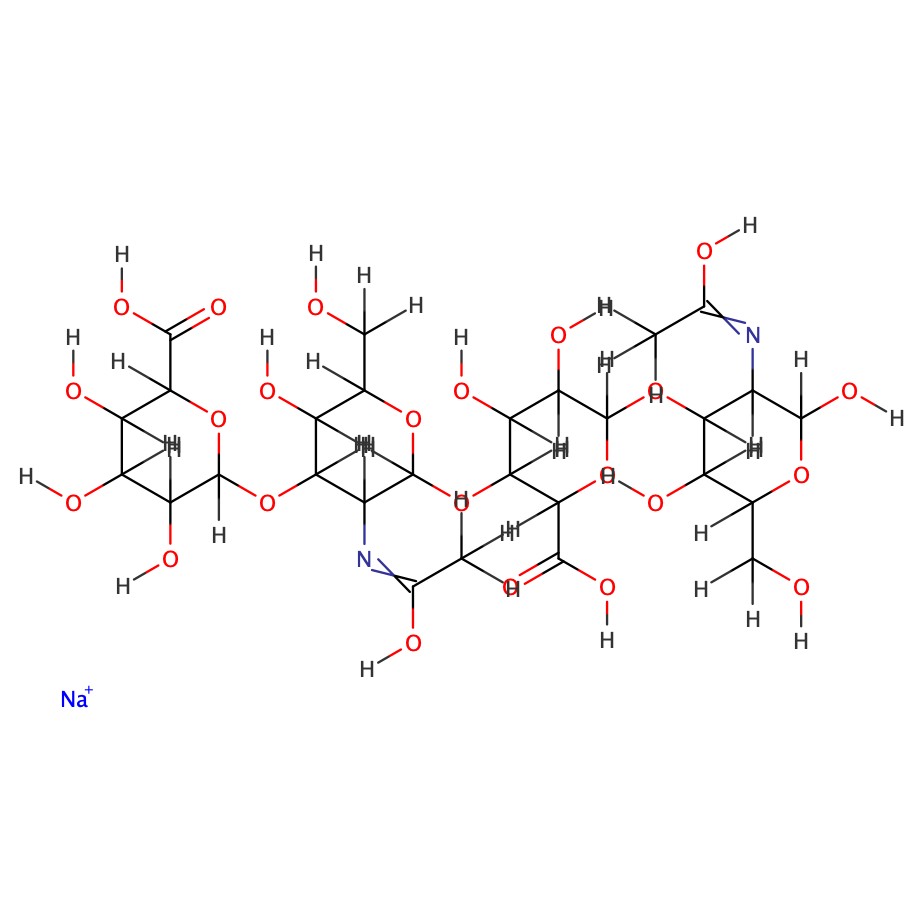 H
H H O
H
O O O H H H
H H H O N
H H H H H
O O O O H O
O O H
H H H H H H H H H
H O H O
O O H O O
H H H H
O N
H O H O H O
H
O H H
H
Na+